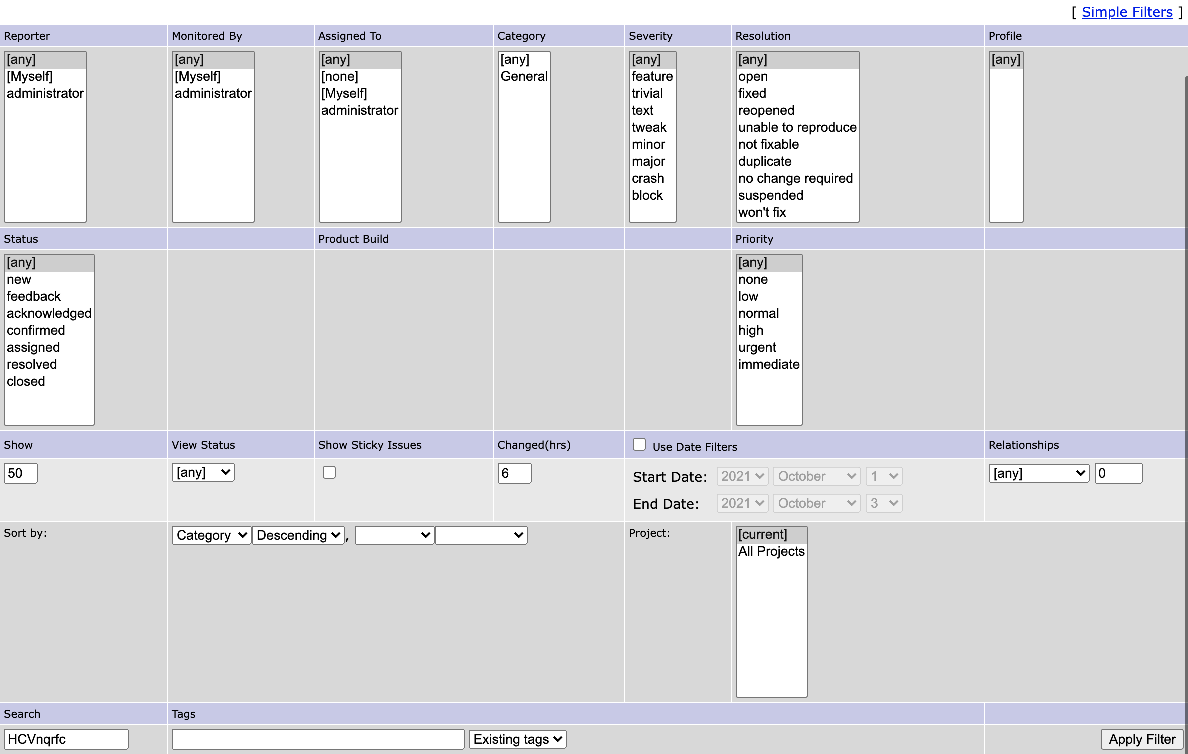 [ Simple Filters ]
Reporter Monitored By Assigned To Category Severity Resolution Profile
[any] [any] [any] [any] [any] [any] [any]
[Myself] [Myself] [none] General feature open
administrator administrator [Myself] trivial fixed
administrator text reopened
tweak unable to reproduce
minor not fixable
major duplicate
crash no change required
block suspended
won't fix
Status Product Build Priority
[any] [any]
new none
feedback low
acknowledged normal
confirmed high
assigned urgent
resolved immediate
closed
Show View Status Show Sticky Issues Changed(hrs) Use Date Filters Relationships
50 [any] 6 Start Date: 2021 October 1 [any] 0
End Date: 2021 October 3
Sort by: Category Descending , Project: [current]
All Projects
Search Tags
HCVnqrfc Existing tags Apply Filter